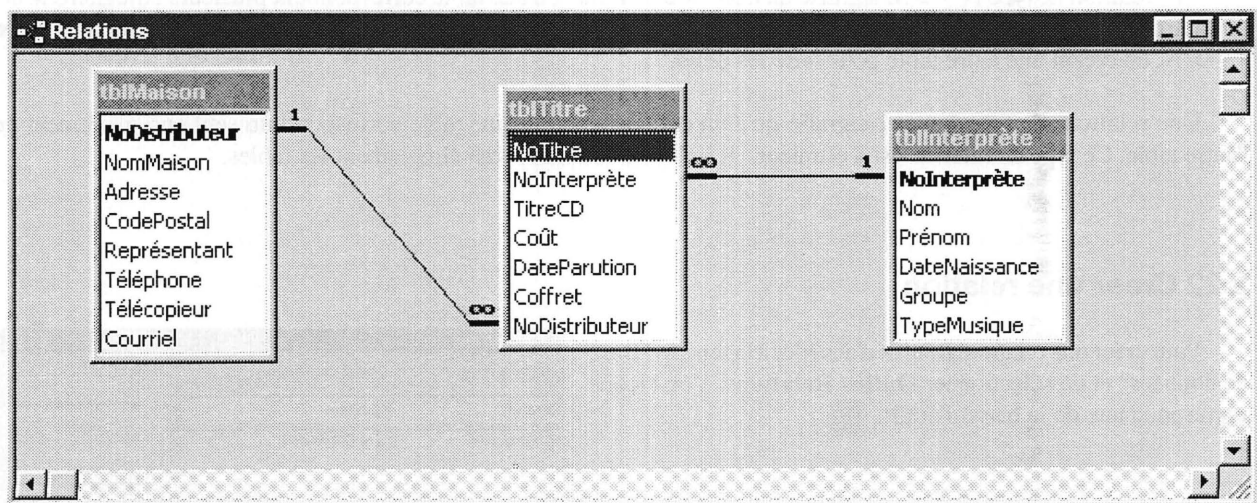 Relations
tblMaison
NoDistributeur
NomMaison
Adresse
CodePostal
Représentant
Téléphone
Télécopieur
Courriel
1
∞
tblTitre
NoTitre
NoInterprète
TitreCD
Coût
DateParution
Coffret
NoDistributeur
∞
1
tblInterprète
NoInterprète
Nom
Prénom
DateNaissance
Groupe
TypeMusique